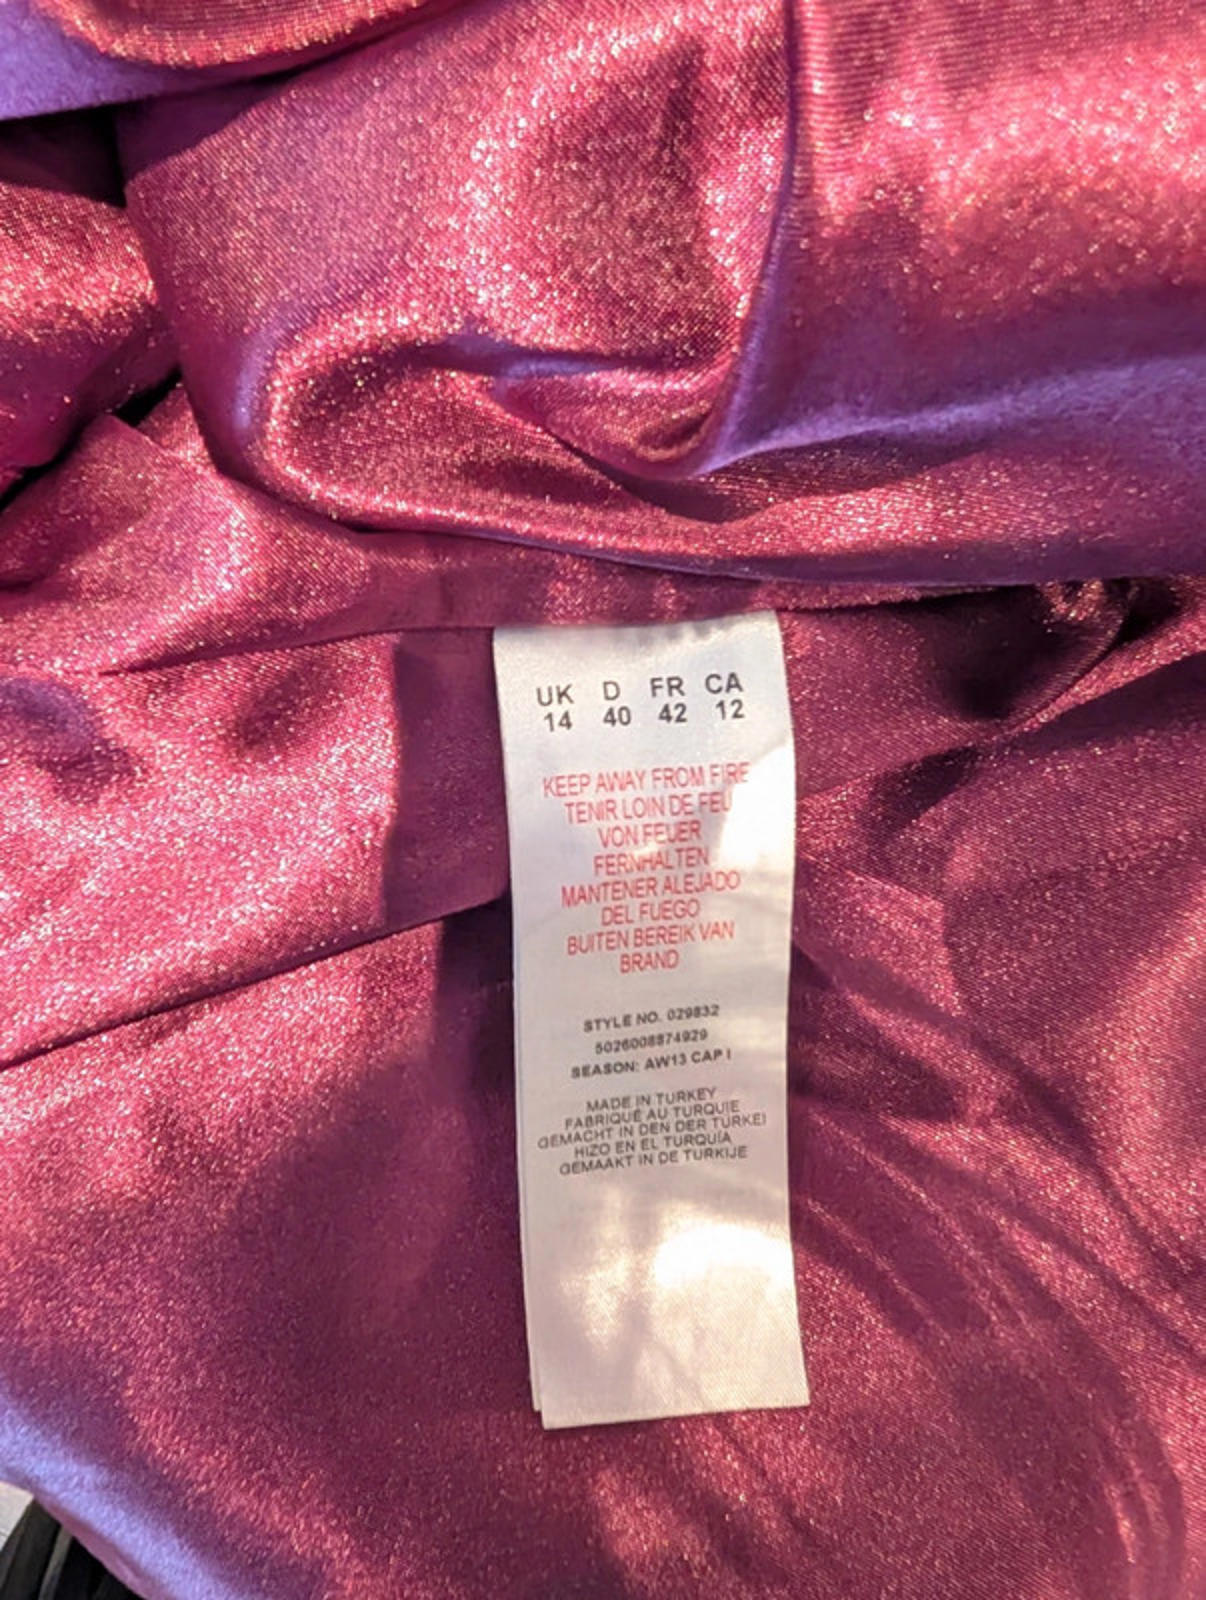 UK D FR CA
14 40 42 12
KEEP AWAY FROM FIRE
TENIR LOIN DE FEU
VON FEUER
FERNHALTEN
MANTENER ALEJADO
DEL FUEGO
BUITEN BEREIK VAN
BRAND
STYLE NO. 029832
5026008874929
SEASON: AW13 CAP I
MADE IN TURKEY
FABRIQUÉ AU TURQUIE
GEMACHT IN DEN DER TÜRKEI
HIZO EN EL TURQUÍA
GEMAAKT IN DE TURKIJE